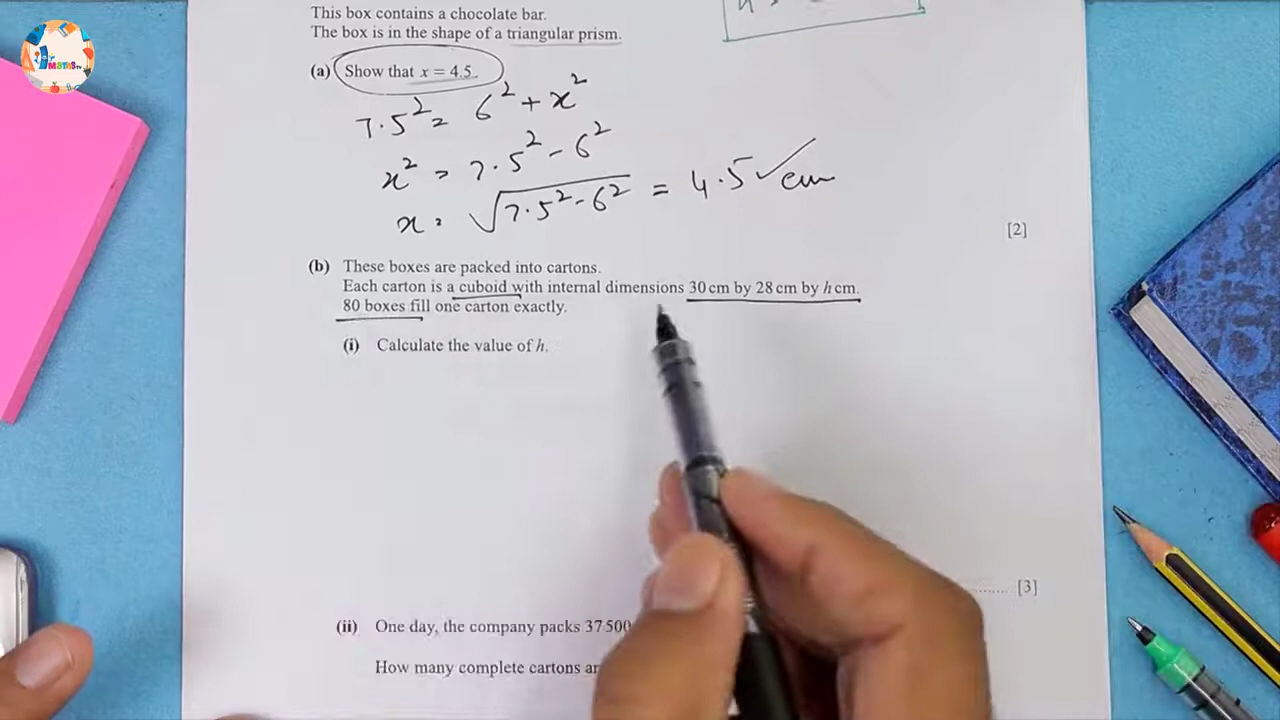 This box contains a chocolate bar.
The box is in the shape of a triangular prism.
(a) Show that x = 4.5.
7.5² = 6² + x²
x² = 7.5² - 6²
x = √7.5² - 6² = 4.5 ✓ cm
[2]
(b) These boxes are packed into cartons.
Each carton is a cuboid with internal dimensions 30 cm by 28 cm by h cm.
80 boxes fill one carton exactly.
(i) Calculate the value of h.
[3]
(ii) One day, the company packs 37 500
How many complete cartons